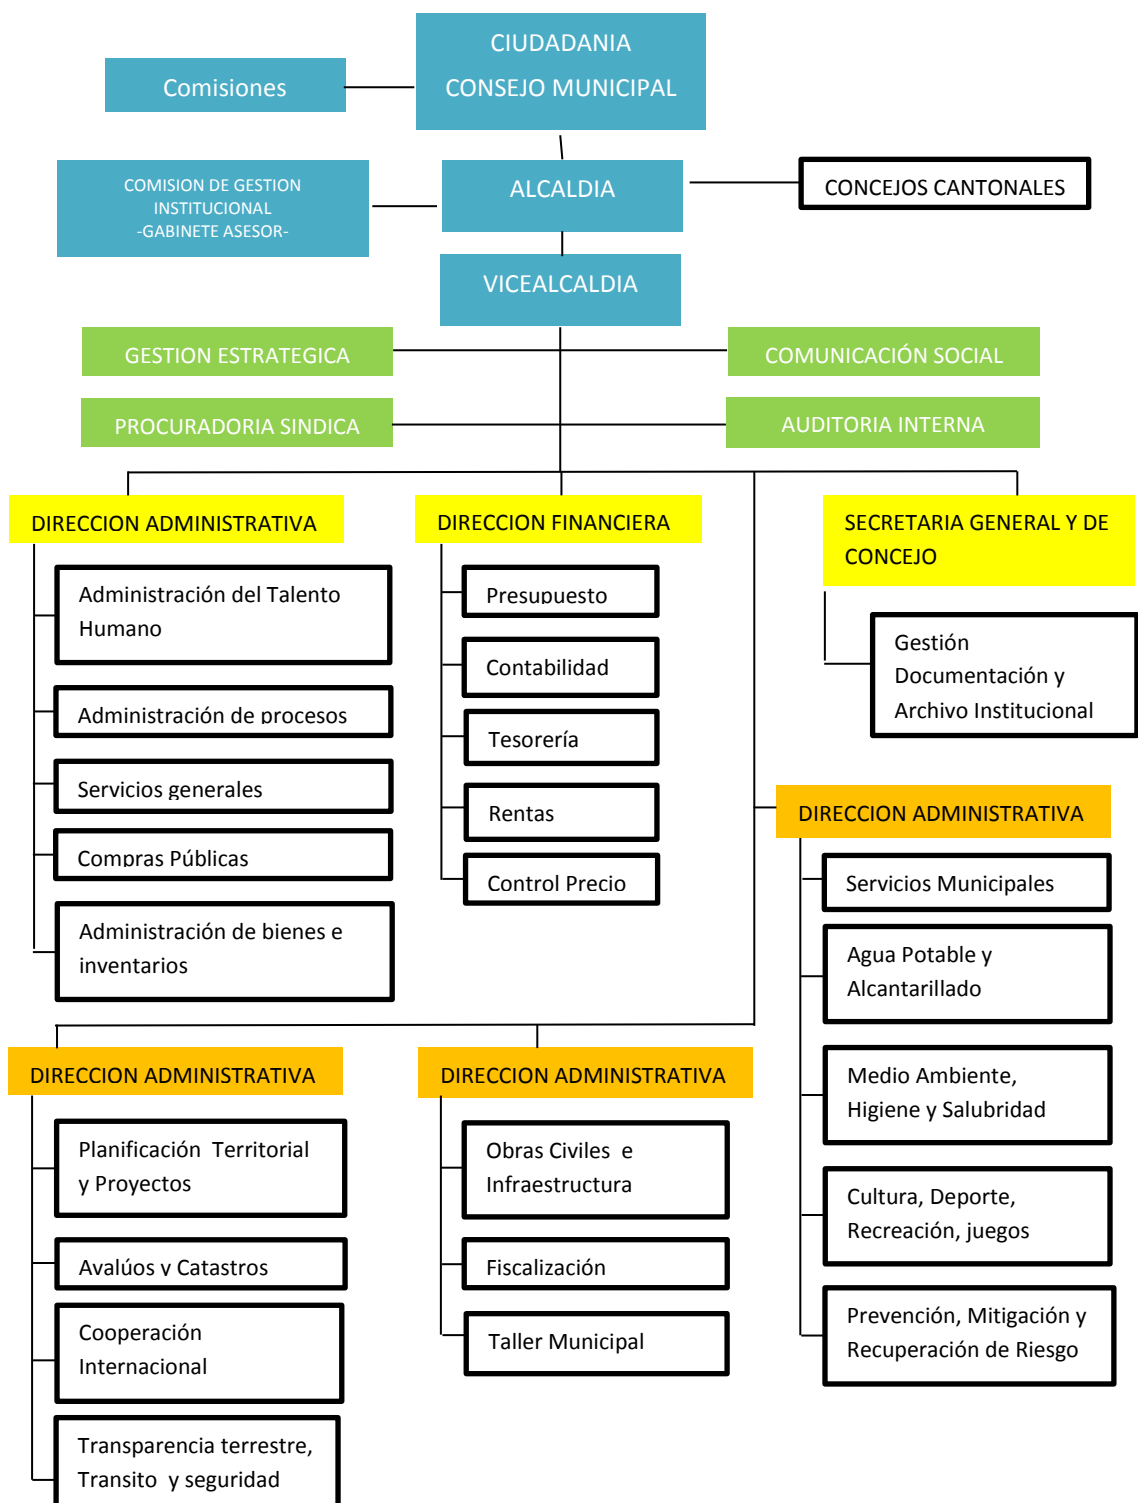 CIUDADANIA
CONSEJO MUNICIPAL
Comisiones
COMISION DE GESTION
INSTITUCIONAL
-GABINETE ASESOR-
ALCALDIA
CONCEJOS CANTONALES
VICEALCALDIA
GESTION ESTRATEGICA
COMUNICACIÓN SOCIAL
PROCURADORIA SINDICA
AUDITORIA INTERNA
DIRECCION ADMINISTRATIVA
Administración del Talento
Humano
Administración de procesos
Servicios generales
Compras Públicas
Administración de bienes e
inventarios
DIRECCION FINANCIERA
Presupuesto
Contabilidad
Tesorería
Rentas
Control Precio
SECRETARIA GENERAL Y DE
CONCEJO
Gestión
Documentación y
Archivo Institucional
DIRECCION ADMINISTRATIVA
Servicios Municipales
Agua Potable y
Alcantarillado
Medio Ambiente,
Higiene y Salubridad
Cultura, Deporte,
Recreación, juegos
Prevención, Mitigación y
Recuperación de Riesgo
DIRECCION ADMINISTRATIVA
Planificación  Territorial
y Proyectos
Avalúos y Catastros
Cooperación
Internacional
Transparencia terrestre,
Transito  y seguridad
DIRECCION ADMINISTRATIVA
Obras Civiles  e
Infraestructura
Fiscalización
Taller Municipal